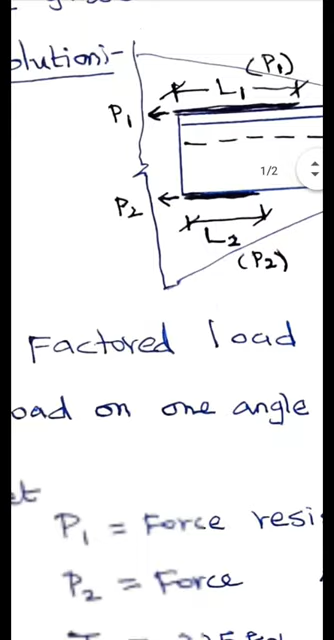 olution:-
(P₁)
L₁
P₁
1/2
P₂
L₂
(P₂)
Factored load
oad on one angle
et
P₁ = Force resi
P₂ = Force